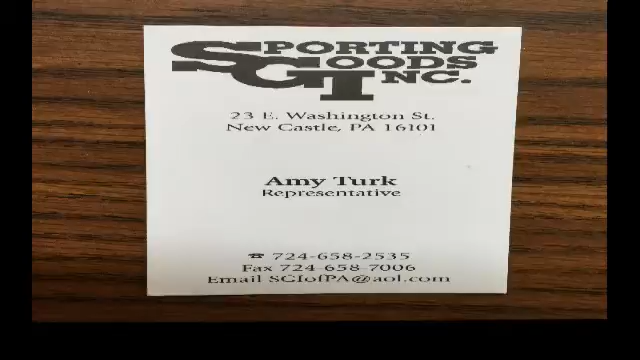 SPORTING
GOODS
INC.
23 E. Washington St.
New Castle, PA 16101
Amy Turk
Representative
☎ 724-658-2535
Fax 724-658-7006
Email SGIofPA@aol.com